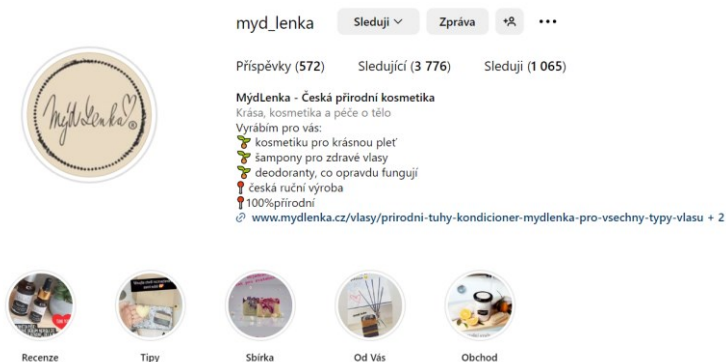 myd_lenka Sleduji Zpráva
Příspěvky (572) Sledující (3 776) Sleduji (1 065)
MýdLenka - Česká přírodní kosmetika
Krása, kosmetika a péče o tělo
Vyrábím pro vás:
kosmetiku pro krásnou pleť
šampony pro zdravé vlasy
deodoranty, co opravdu fungují
česká ruční výroba
100%přírodní
www.mydlenka.cz/vlasy/prirodni-tuhy-kondicioner-mydlenka-pro-vsechny-typy-vlasu + 2
MýdLenka ®
Recenze Tipy Sbírka Od Vás Obchod